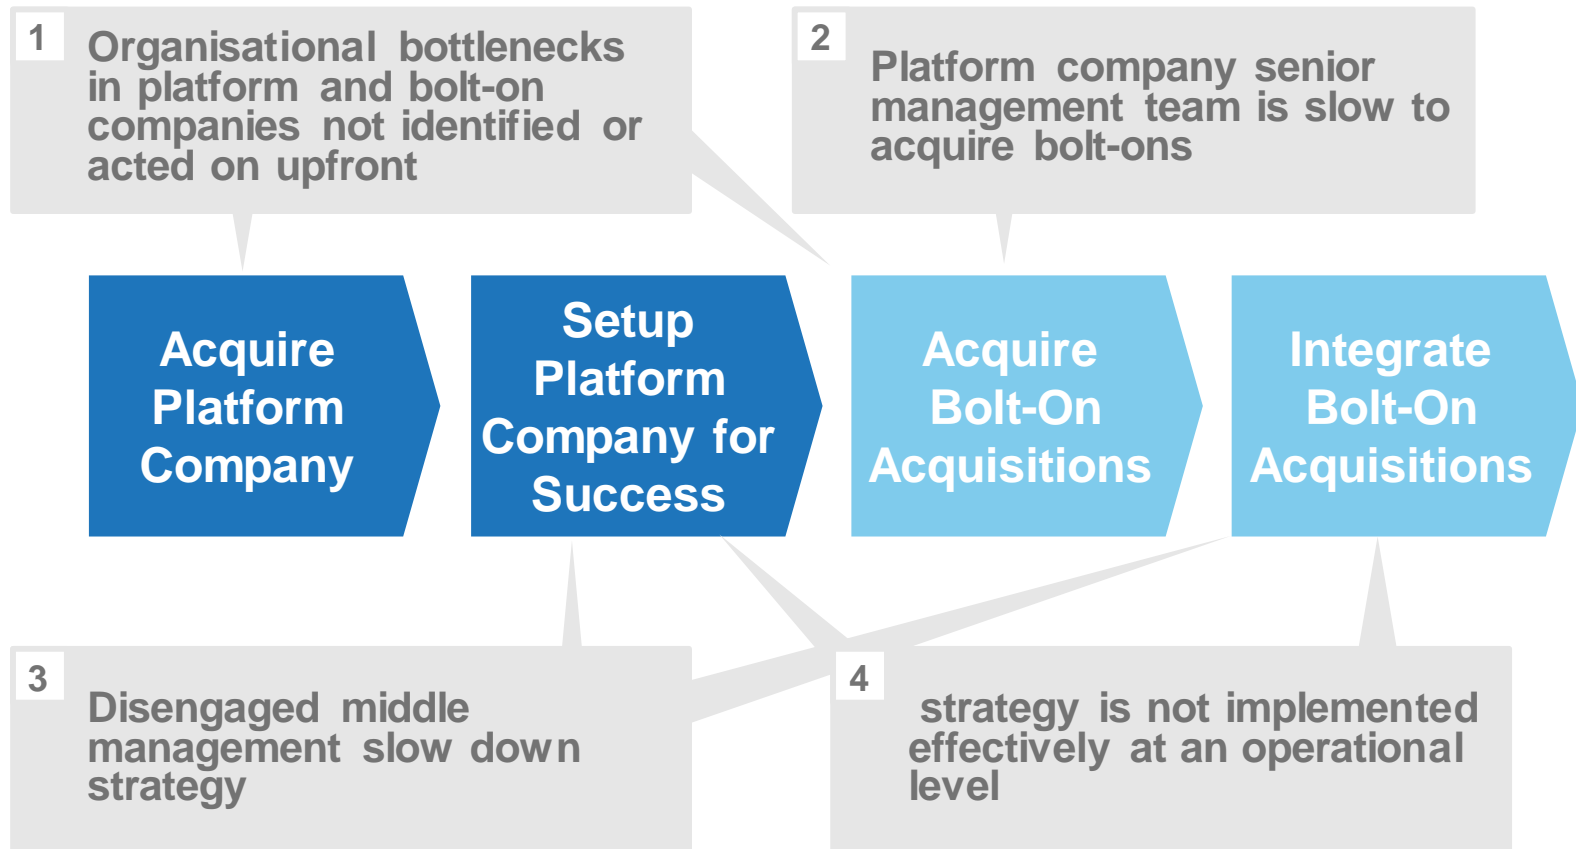 1
Organisational bottlenecks
in platform and bolt-on
companies not identified or
acted on upfront
2
Platform company senior
management team is slow to
acquire bolt-ons
Acquire
Platform
Company
Setup
Platform
Company for
Success
Acquire
Bolt-On
Acquisitions
Integrate
Bolt-On
Acquisitions
3
Disengaged middle
management slow down
strategy
4
strategy is not implemented
effectively at an operational
level